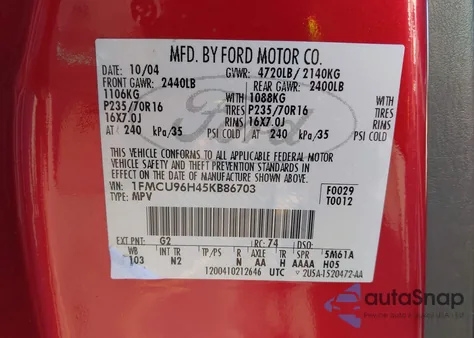 MFD. BY FORD MOTOR CO.
DATE: 10/04 GVWR: 4720LB/ 2140KG
FRONT GAWR: 2440LB REAR GAWR: 2400LB
1106KG WITH 1088KG WITH
P235/70R16 TIRES P235/70R16 TIRES
16X7.0J RIMS 16X7.0J RIMS
AT 240 kPa/35 PSI COLD AT 240 kPa/35 PSI COLD
THIS VEHICLE CONFORMS TO ALL APPLICABLE FEDERAL MOTOR
VEHICLE SAFETY AND THEFT PREVENTION STANDARDS IN
EFFECT ON THE DATE OF MANUFACTURE SHOWN ABOVE.
VIN: 1FMCU96H45KB86703 F0029
TYPE: MPV T0012
EXT PNT: G2 RC: 74 DSO:
WB INT TR TP/PS R AX TR SPR 5M61A
103 N2 N AA H AAAA H05
1200410212646 UTC 2U5A-1520472-AA
Ford
autoSnap